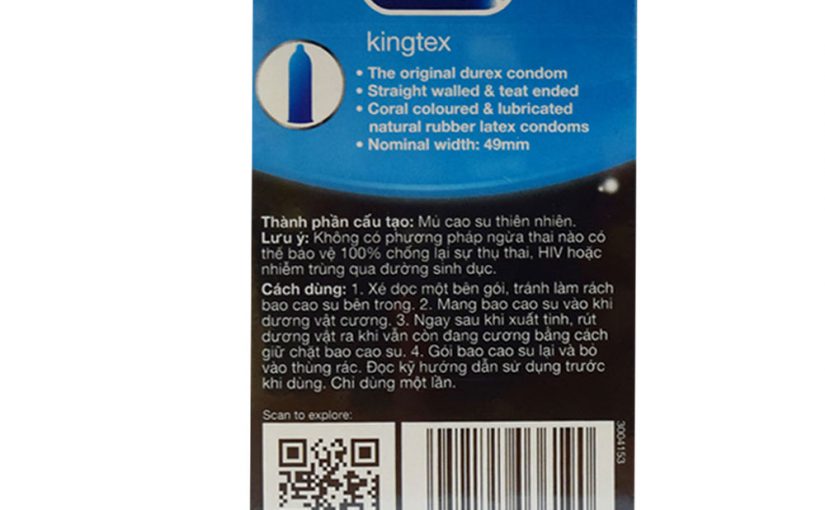 kingtex
• The original durex condom
• Straight walled & teat ended
• Coral coloured & lubricated
natural rubber latex condoms
• Nominal width: 49mm
Thành phần cấu tạo: Mủ cao su thiên nhiên.
Lưu ý: Không có phương pháp ngừa thai nào có
thể bảo vệ 100% chống lại sự thụ thai, HIV hoặc
nhiễm trùng qua đường sinh dục.
Cách dùng: 1. Xé dọc một bên gói, tránh làm rách
bao cao su bên trong. 2. Mang bao cao su vào khi
dương vật cương. 3. Ngay sau khi xuất tinh, rút
dương vật ra khi vẫn còn đang cương bằng cách
giữ chặt bao cao su. 4. Gói bao cao su lại và bỏ
vào thùng rác. Đọc kỹ hướng dẫn sử dụng trước
khi dùng. Chỉ dùng một lần.
Scan to explore:
3004153